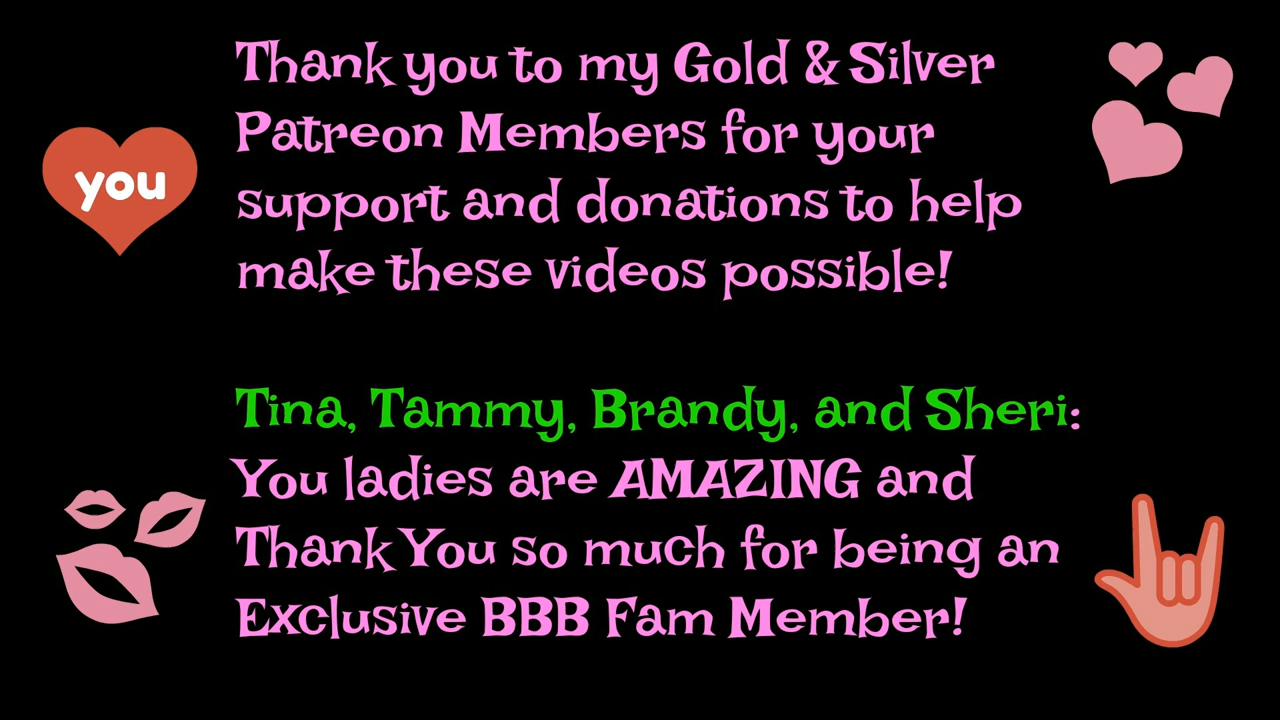 Thank you to my Gold & Silver
Patreon Members for your
support and donations to help
make these videos possible!
you
Tina, Tammy, Brandy, and Sheri:
You ladies are AMAZING and
Thank You so much for being an
Exclusive BBB Fam Member!